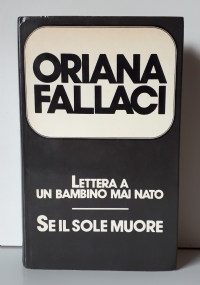 ORIANA
FALLACI
LETTERA A
UN BAMBINO MAI NATO
SE IL SOLE MUORE